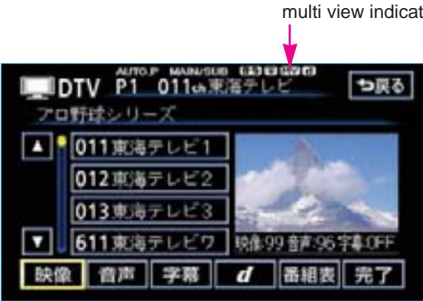 multi view indicat
AUTO.P MAIN/SUB MV d
DTV P1 011ch東海テレビ 戻る
アロ野球シリーズ
▲ 011東海テレビ1
012東海テレビ2
013東海テレビ3
▼ 611東海テレビワ 映像:99 音声:96 字幕:OFF
映像 音声 字幕 d 番組表 完了